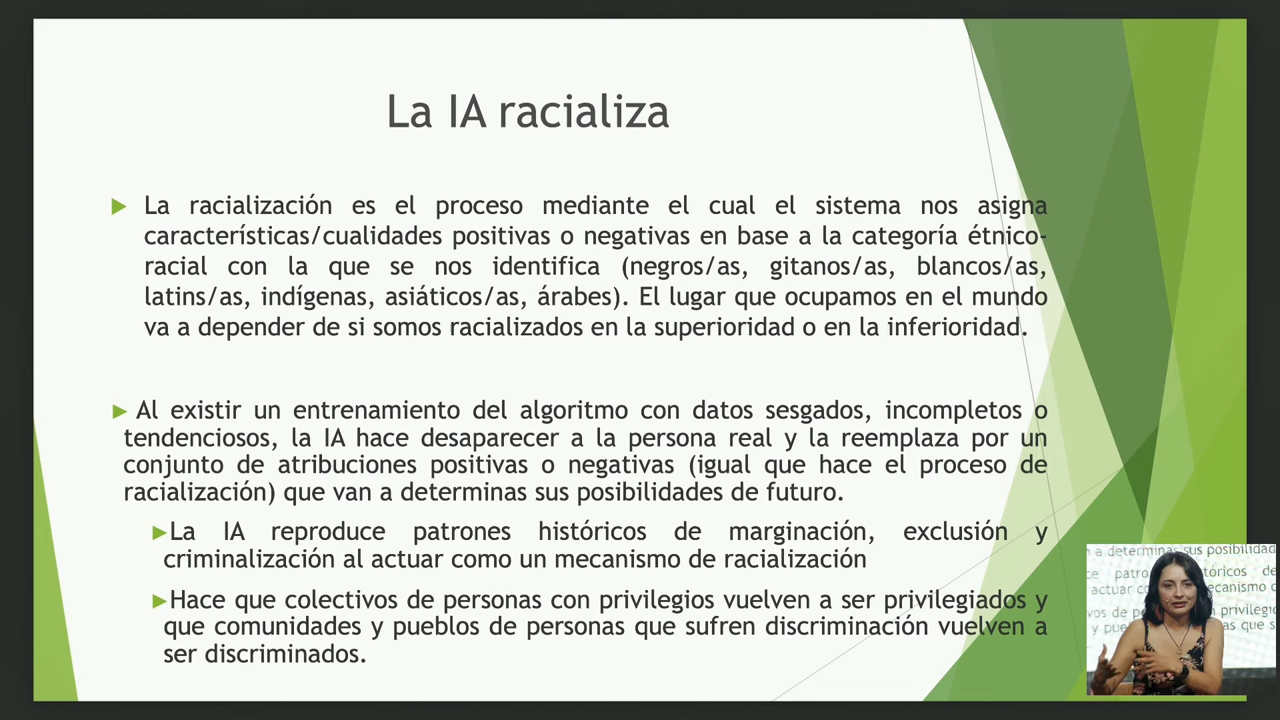 La IA racializa
La racialización es el proceso mediante el cual el sistema nos asigna
características/cualidades positivas o negativas en base a la categoría étnico-
racial con la que se nos identifica (negros/as, gitanos/as, blancos/as,
latins/as, indígenas, asiáticos/as, árabes). El lugar que ocupamos en el mundo
va a depender de si somos racializados en la superioridad o en la inferioridad.
Al existir un entrenamiento del algoritmo con datos sesgados, incompletos o
tendenciosos, la IA hace desaparecer a la persona real y la reemplaza por un
conjunto de atribuciones positivas o negativas (igual que hace el proceso de
racialización) que van a determinas sus posibilidades de futuro.
La IA reproduce patrones históricos de marginación, exclusión y
criminalización al actuar como un mecanismo de racialización
Hace que colectivos de personas con privilegios vuelven a ser privilegiados y
que comunidades y pueblos de personas que sufren discriminación vuelven a
ser discriminados.
a determinas sus posibilidad